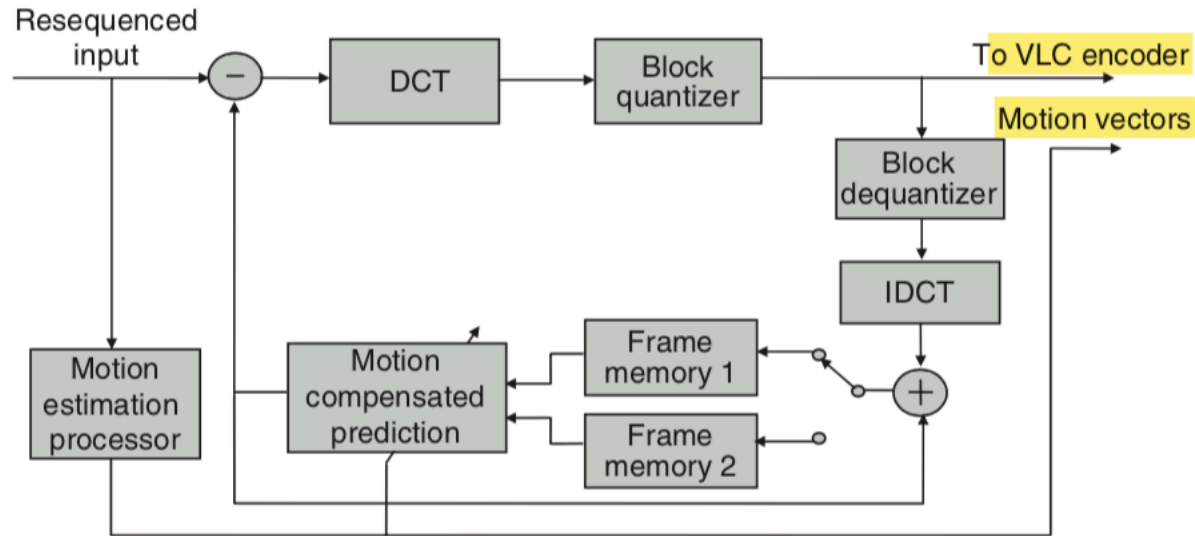 Resequenced
input
−
DCT
Block
quantizer
To VLC encoder
Motion vectors
Block
dequantizer
IDCT
Motion
estimation
processor
Motion
compensated
prediction
Frame
memory 1
+
Frame
memory 2